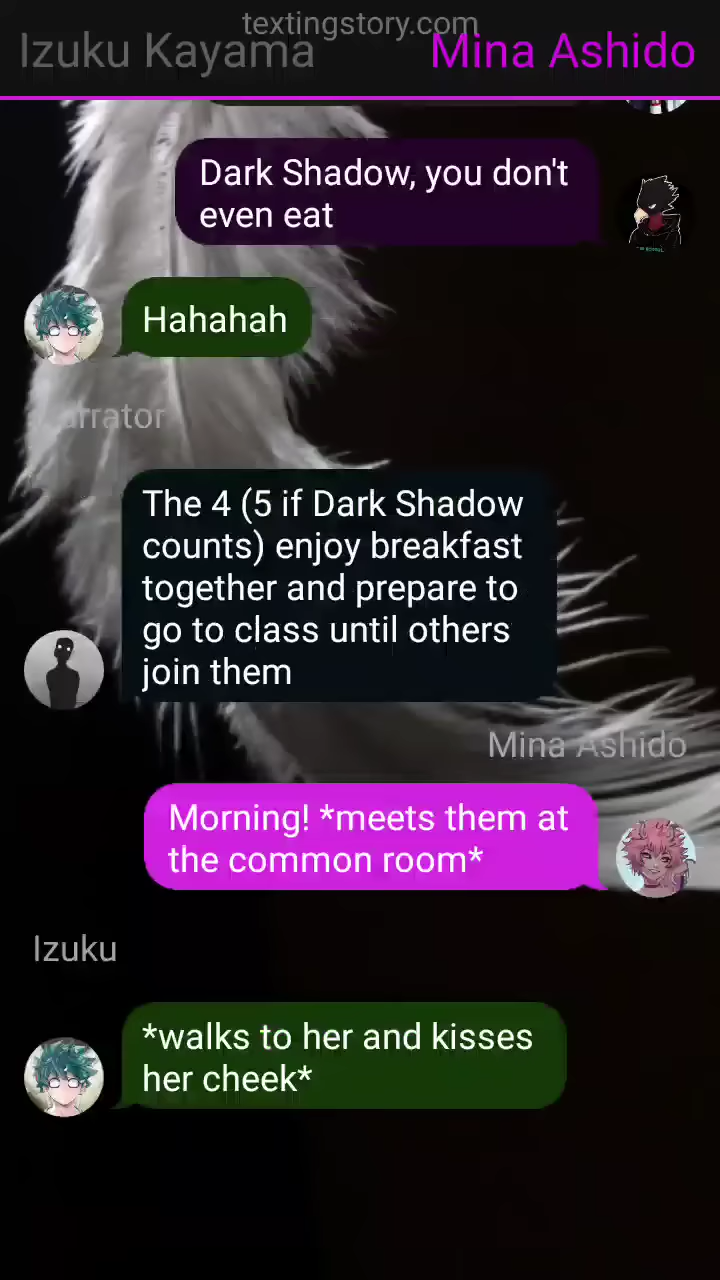 textingstory.com
Izuku Kayama
Mina Ashido
Dark Shadow, you don't
even eat
Hahahah
Narrator
The 4 (5 if Dark Shadow
counts) enjoy breakfast
together and prepare to
go to class until others
join them
Mina Ashido
Morning! *meets them at
the common room*
Izuku
*walks to her and kisses
her cheek*